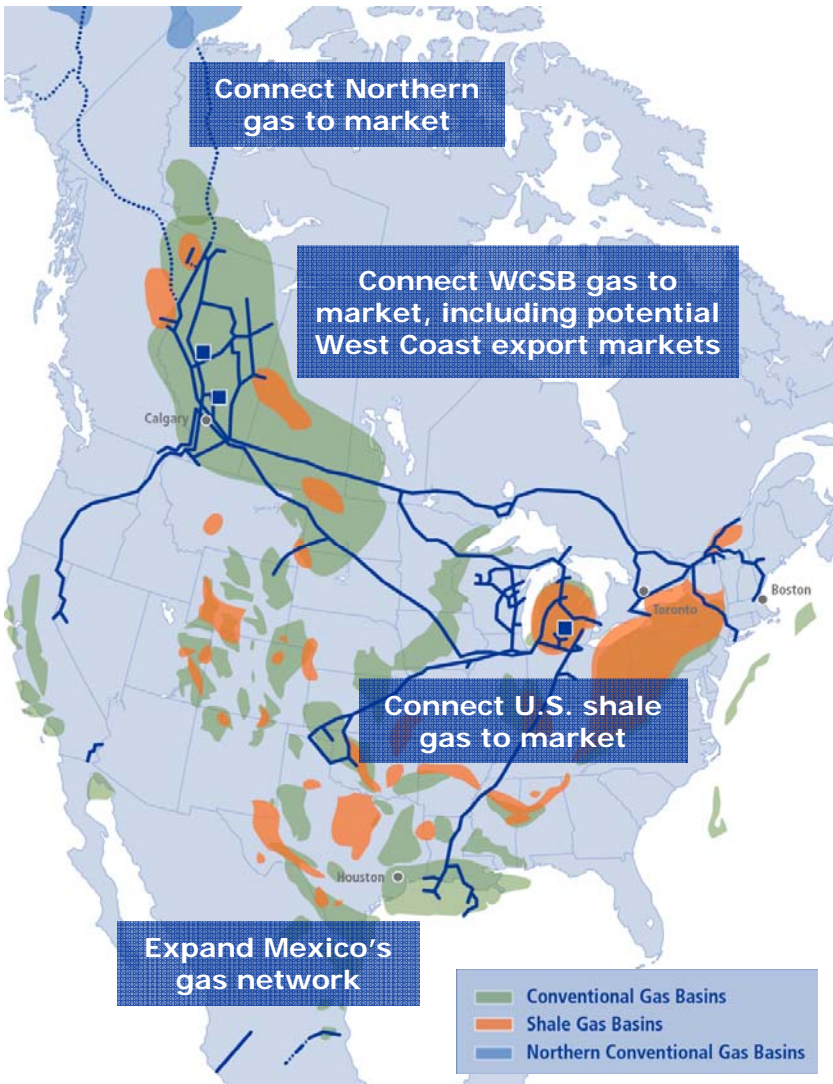 Connect Northern
gas to market
Connect WCSB gas to
market, including potential
West Coast export markets
Calgary
Boston
Toronto
Connect U.S. shale
gas to market
Houston
Expand Mexico's
gas network
Conventional Gas Basins
Shale Gas Basins
Northern Conventional Gas Basins